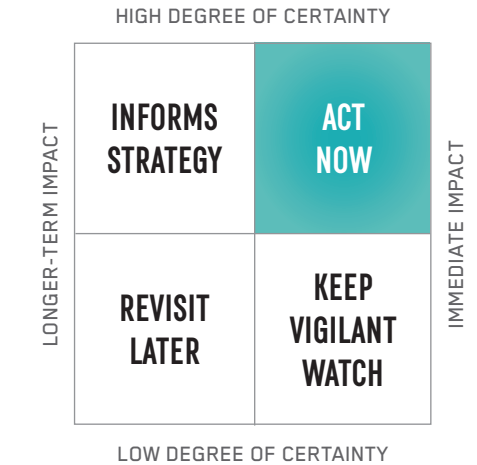 HIGH DEGREE OF CERTAINTY
LONGER-TERM IMPACT
INFORMS
STRATEGY
ACT
NOW
IMMEDIATE IMPACT
REVISIT
LATER
KEEP
VIGILANT
WATCH
LOW DEGREE OF CERTAINTY